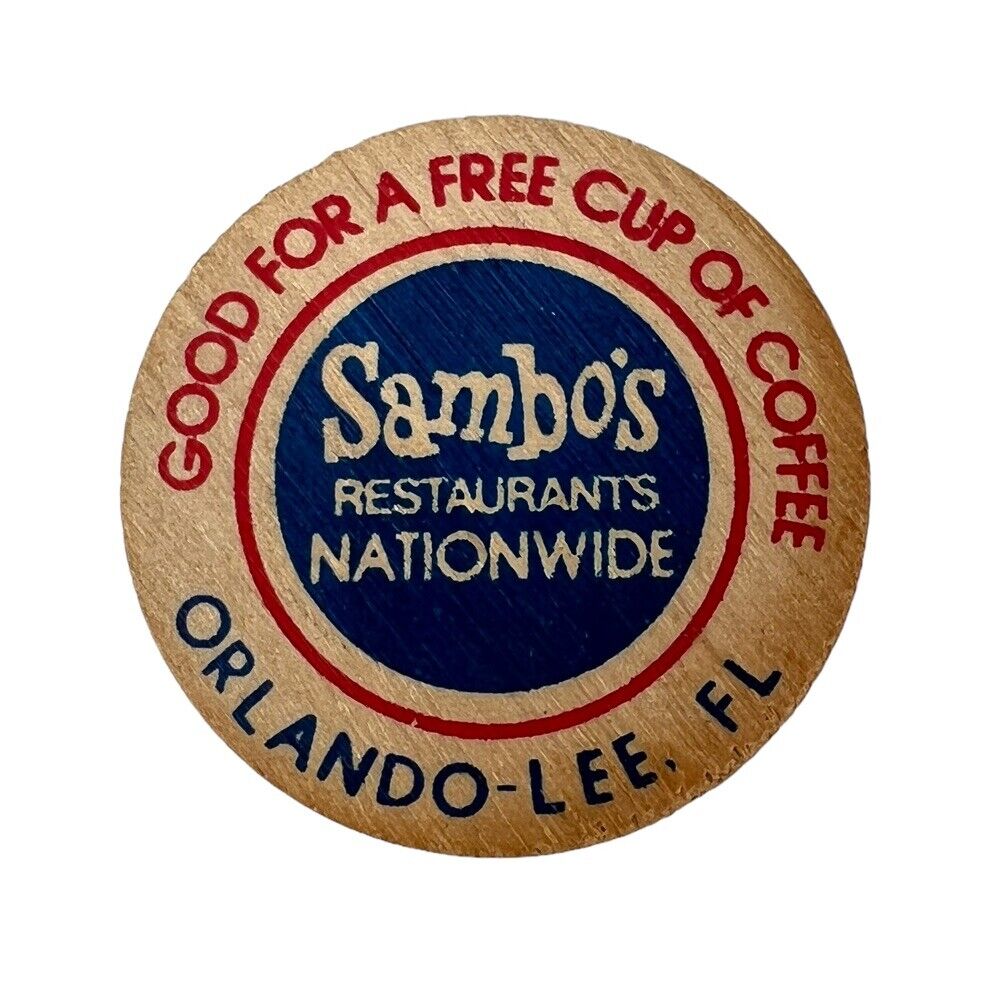 GOOD FOR A FREE CUP OF COFFEE
Sambo's
RESTAURANTS
NATIONWIDE
ORLANDO-LEE, FL